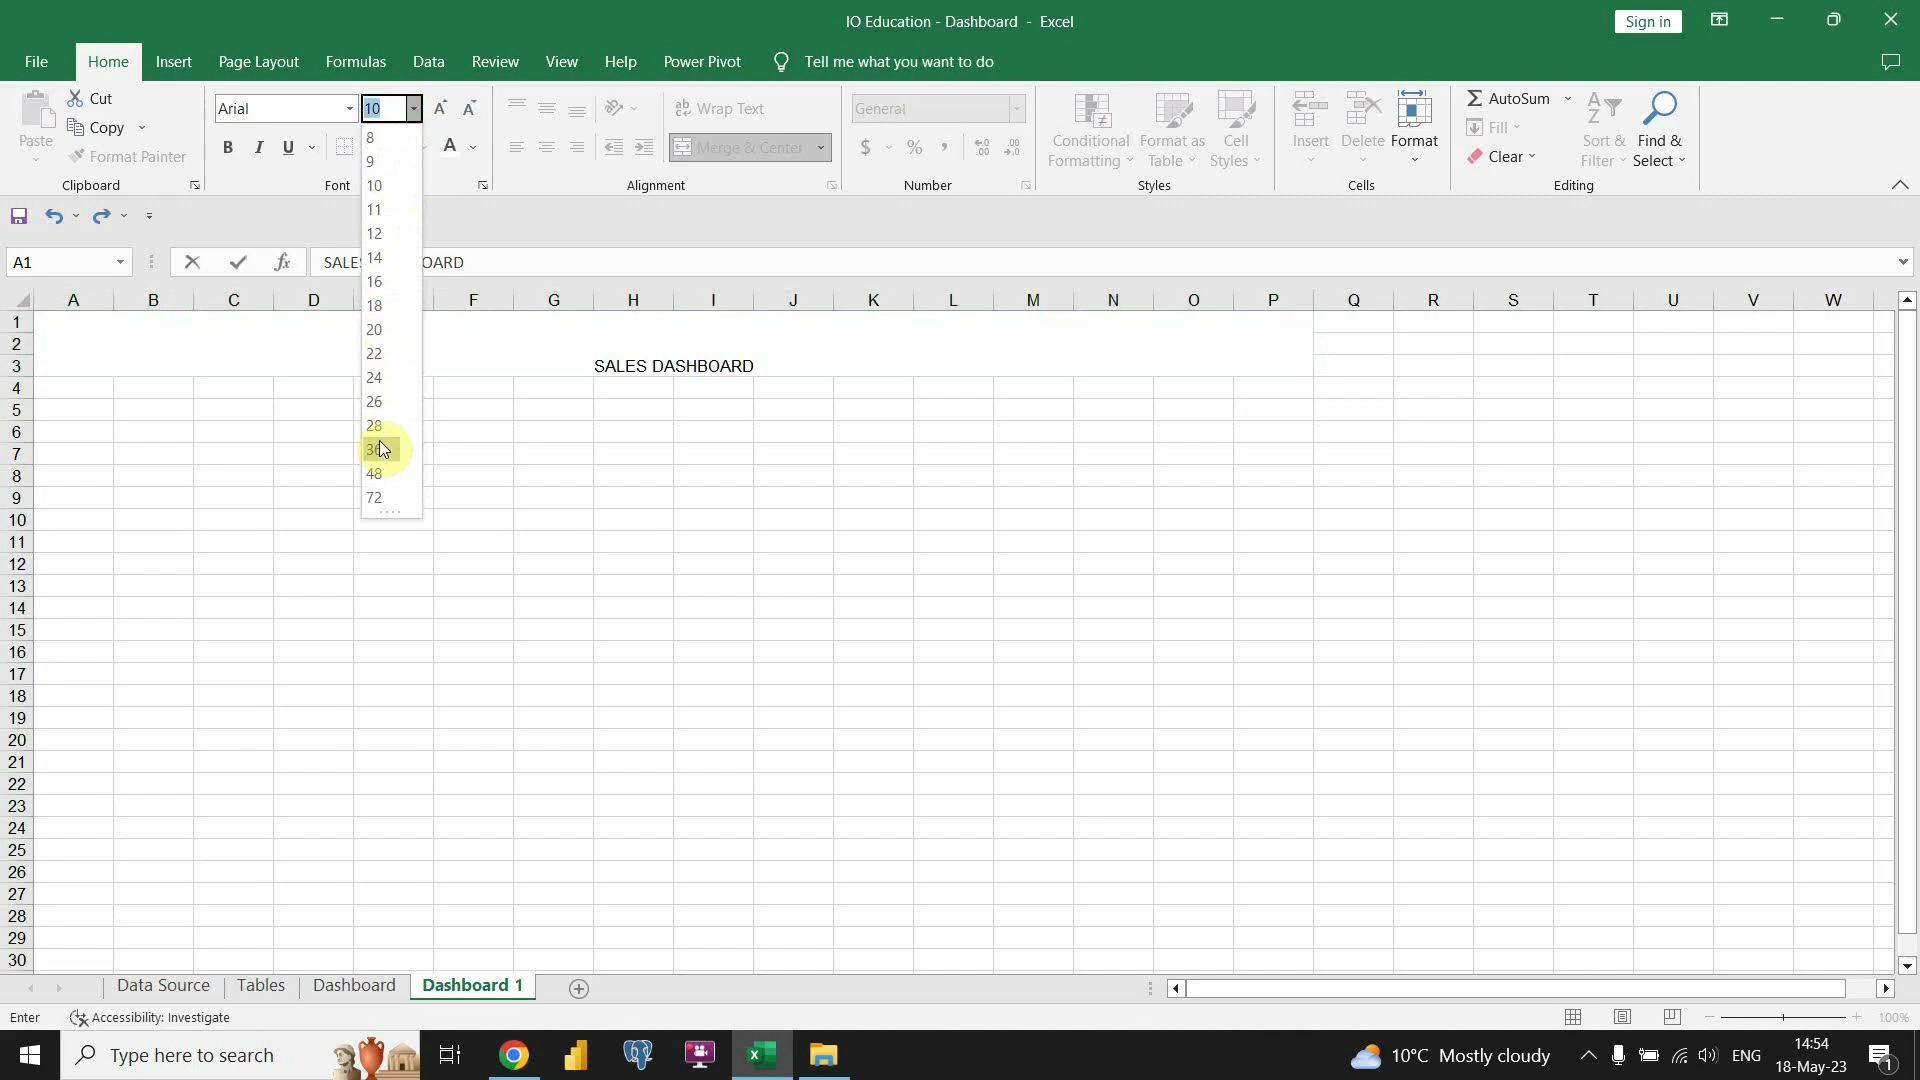 IO Education - Dashboard - Excel
Sign in
File Home Insert Page Layout Formulas Data Review View Help Power Pivot Tell me what you want to do
Paste
Cut
Copy
Format Painter
Clipboard
Arial 10
B I U A
Font
ab Wrap Text
Merge & Center
Alignment
General
$ % ,
Number
Conditional Formatting
Format as Table
Cell Styles
Styles
Insert Delete Format
Cells
AutoSum
Fill
Clear
Sort & Filter
Find & Select
Editing
8
9
10
11
12
14
16
18
20
22
24
26
28
36
48
72
A1 fx SALES OARD
A B C D F G H I J K L M N O P Q R S T U V W
1
2
3 SALES DASHBOARD
4
5
6
7
8
9
10
11
12
13
14
15
16
17
18
19
20
21
22
23
24
25
26
27
28
29
30
Data Source Tables Dashboard Dashboard 1
Enter Accessibility: Investigate 100%
Type here to search 10°C Mostly cloudy ENG 14:54
18-May-23 1